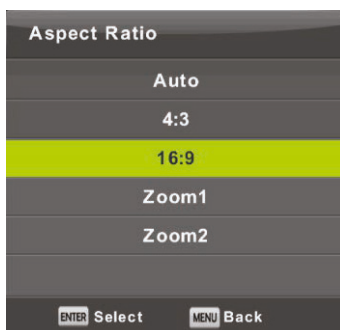 Aspect Ratio
Auto
4:3
16:9
Zoom1
Zoom2
ENTER Select MENU Back